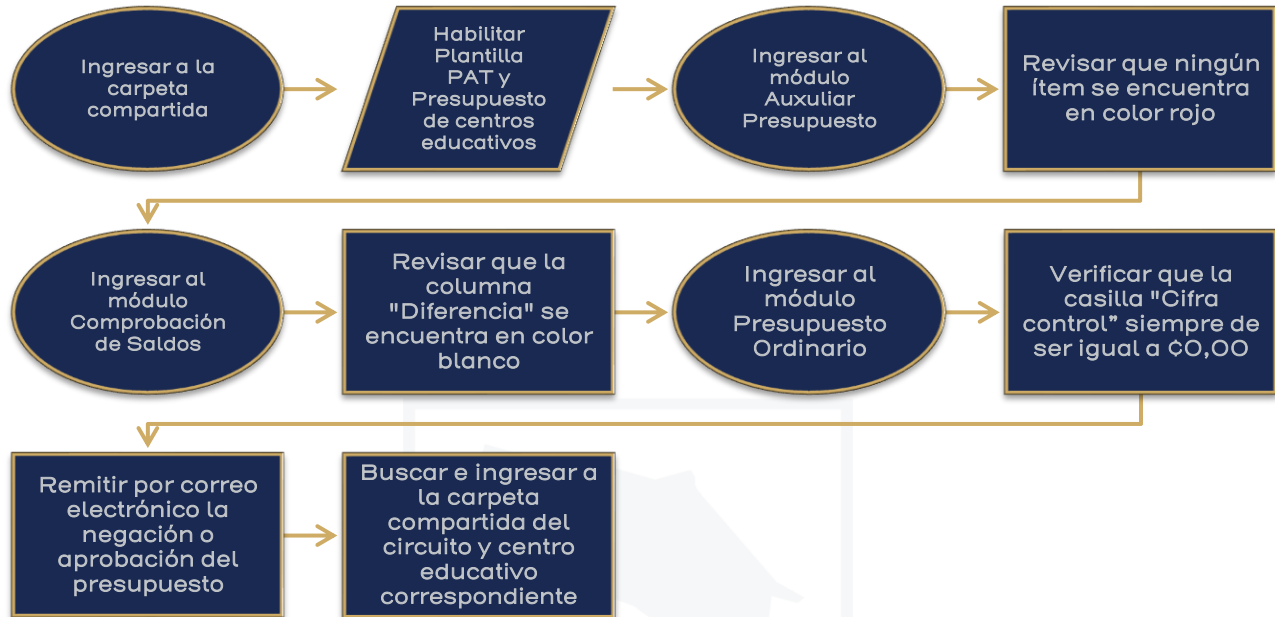 Ingresar a la
carpeta
compartida
Habilitar
Plantilla
PAT y
Presupuesto
de centros
educativos
Ingresar al
módulo
Auxuliar
Presupuesto
Revisar que ningún
ítem se encuentra
en color rojo
Ingresar al
módulo
Comprobación
de Saldos
Revisar que la
columna
"Diferencia" se
encuentra en color
blanco
Ingresar al
módulo
Presupuesto
Ordinario
Verificar que la
casilla "Cifra
control” siempre de
ser igual a ₵0,00
Remitir por correo
electrónico la
negación o
aprobación del
presupuesto
Buscar e ingresar a
la carpeta
compartida del
circuito y centro
educativo
correspondiente